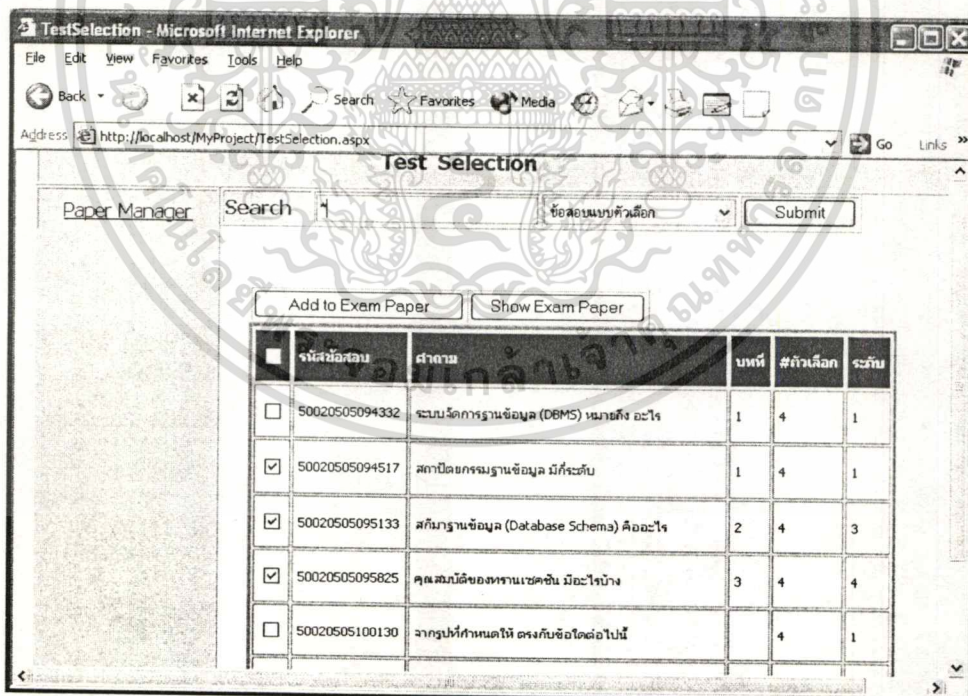 TestSelection - Microsoft Internet Explorer
File Edit View Favorites Tools Help
Back Search Favorites Media
Address http://localhost/MyProject/TestSelection.aspx Go Links »
Test Selection
Paper Manager Search ข้อสอบแบบตัวเลือก Submit
Add to Exam Paper Show Exam Paper
รหัสข้อสอบ คำถาม บทที่ #ตัวเลือก ระดับ
50020505094332 ระบบจัดการฐานข้อมูล (DBMS) หมายถึง อะไร 1 4 1
50020505094517 สถาปัตยกรรมฐานข้อมูล มีกี่ระดับ 1 4 1
50020505095133 สกีมาฐานข้อมูล (Database Schema) คืออะไร 2 4 3
50020505095825 คุณสมบัติของทรานเซคชัน มีอะไรบ้าง 3 4 4
50020505100130 จากรูปที่กำหนดให้ ตรงกับข้อใดต่อไปนี้ 4 1